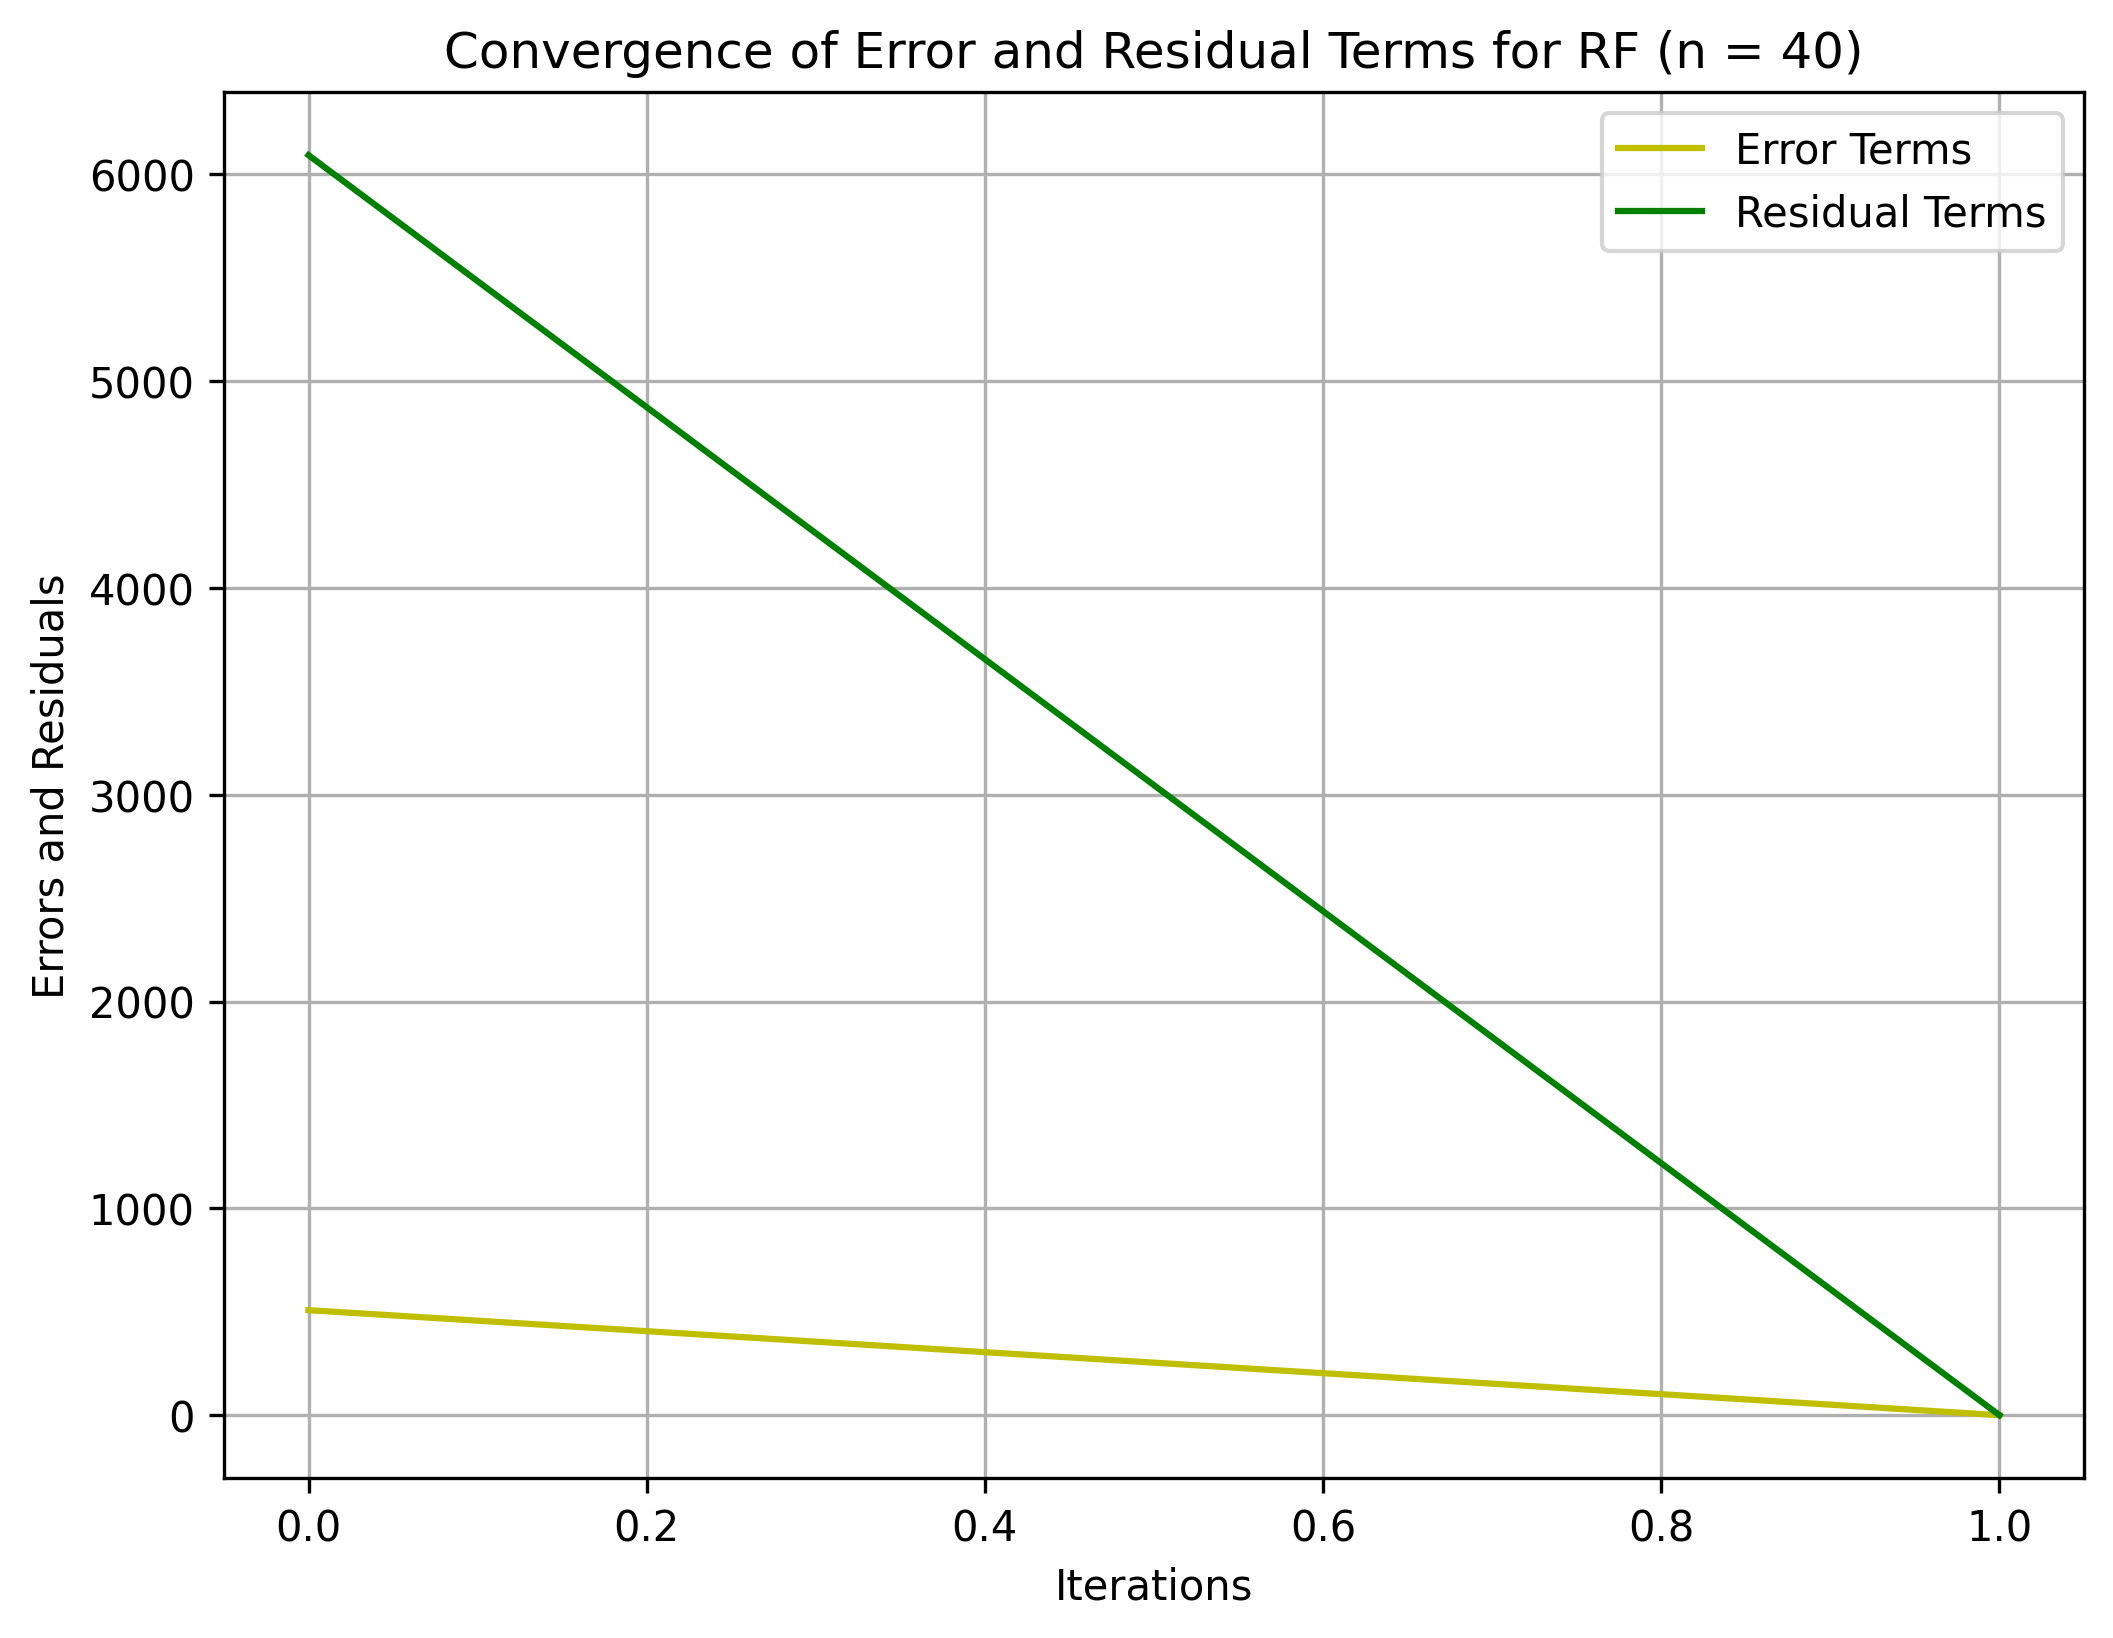 Convergence of Error and Residual Terms for RF (n = 40)
Error Terms
Residual Terms
Errors and Residuals
6000
5000
4000
3000
2000
1000
0
0.0 0.2 0.4 0.6 0.8 1.0
Iterations